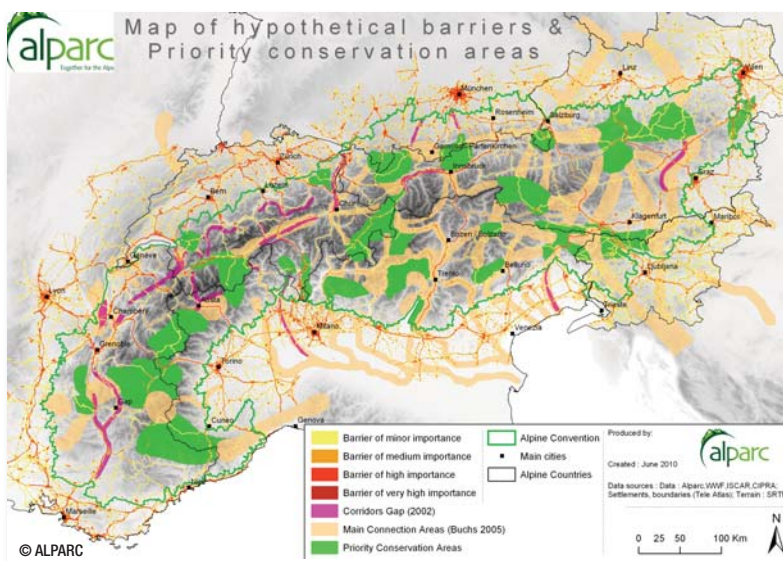 alparc
Together for the Alps
Map of hypothetical barriers &
Priority conservation areas
Linz
Wien
München
Rosenheim
Salzburg
Garmisch-Partenkirchen
Innsbruck
Zürich
Bern
Luzern
Chur
Graz
Klagenfurt
Maribor
Bozen / Bolzano
Genève
Lyon
Trento
Belluno
Ljubljana
Chambéry
Aosta
Trieste
Grenoble
Milano
Venezia
Torino
Gap
Cuneo
Genova
Marseille
Barrier of minor importance
Barrier of medium importance
Barrier of high importance
Barrier of very high importance
Corridors Gap (2002)
Main Connection Areas (Buchs 2005)
Priority Conservation Areas
Alpine Convention
Main cities
Alpine Countries
Produced by:
alparc
Created : June 2010
Data sources : Data : Alparc,WWF,ISCAR,CIPRA;
Settlements, boundaries (Tele Atlas); Terrain : SRTM
N
0 25 50 100 Km
© ALPARC